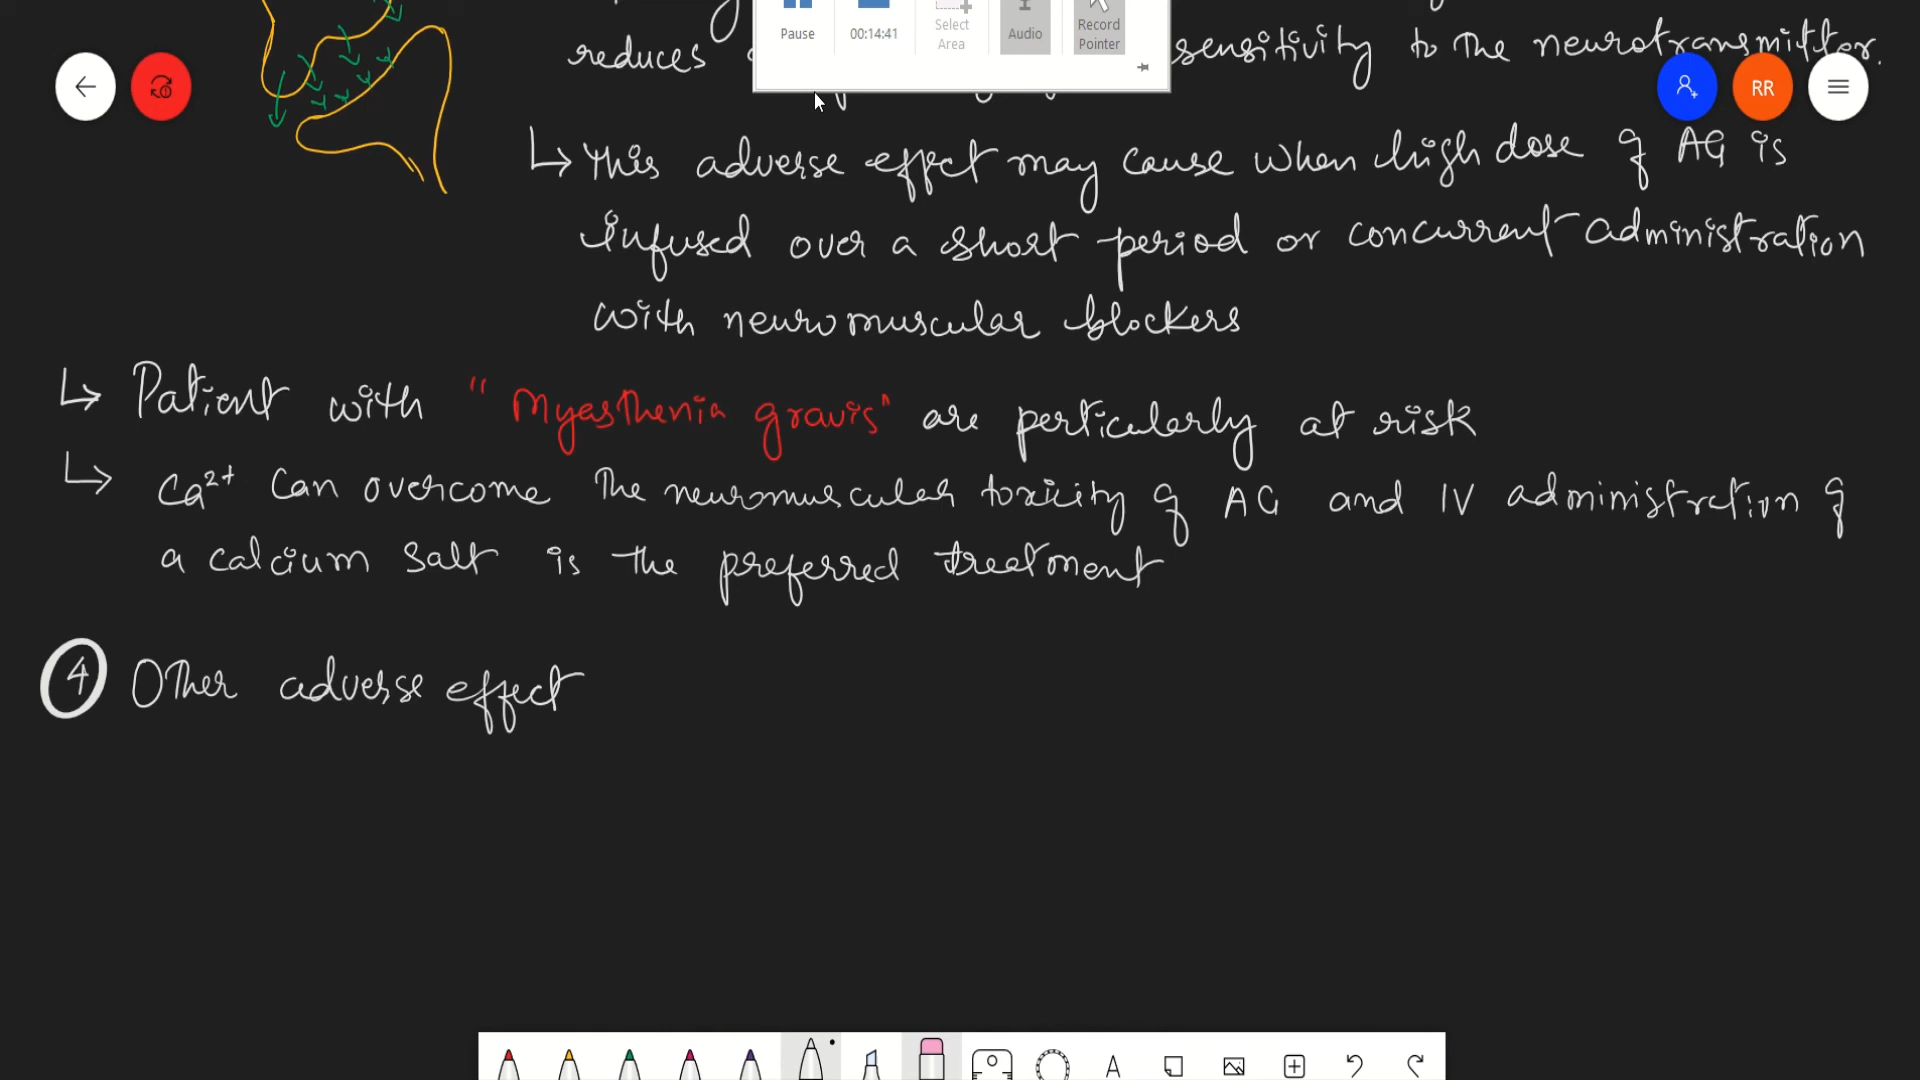 Pause
00:14:41
Select Area
Audio
Record Pointer
reduces sensitivity to the neurotransmitter.
RR
↳ This adverse effect may cause when high dose of AG is
infused over a short period or concurrent administration
with neuromuscular blockers
↳ Patient with "Myasthenia gravis" are perticularly at risk
↳ Ca²⁺ can overcome the neuromuscular toxicity of AG and IV administration of
a calcium salt is the preferred treatment
④ Other adverse effect
A